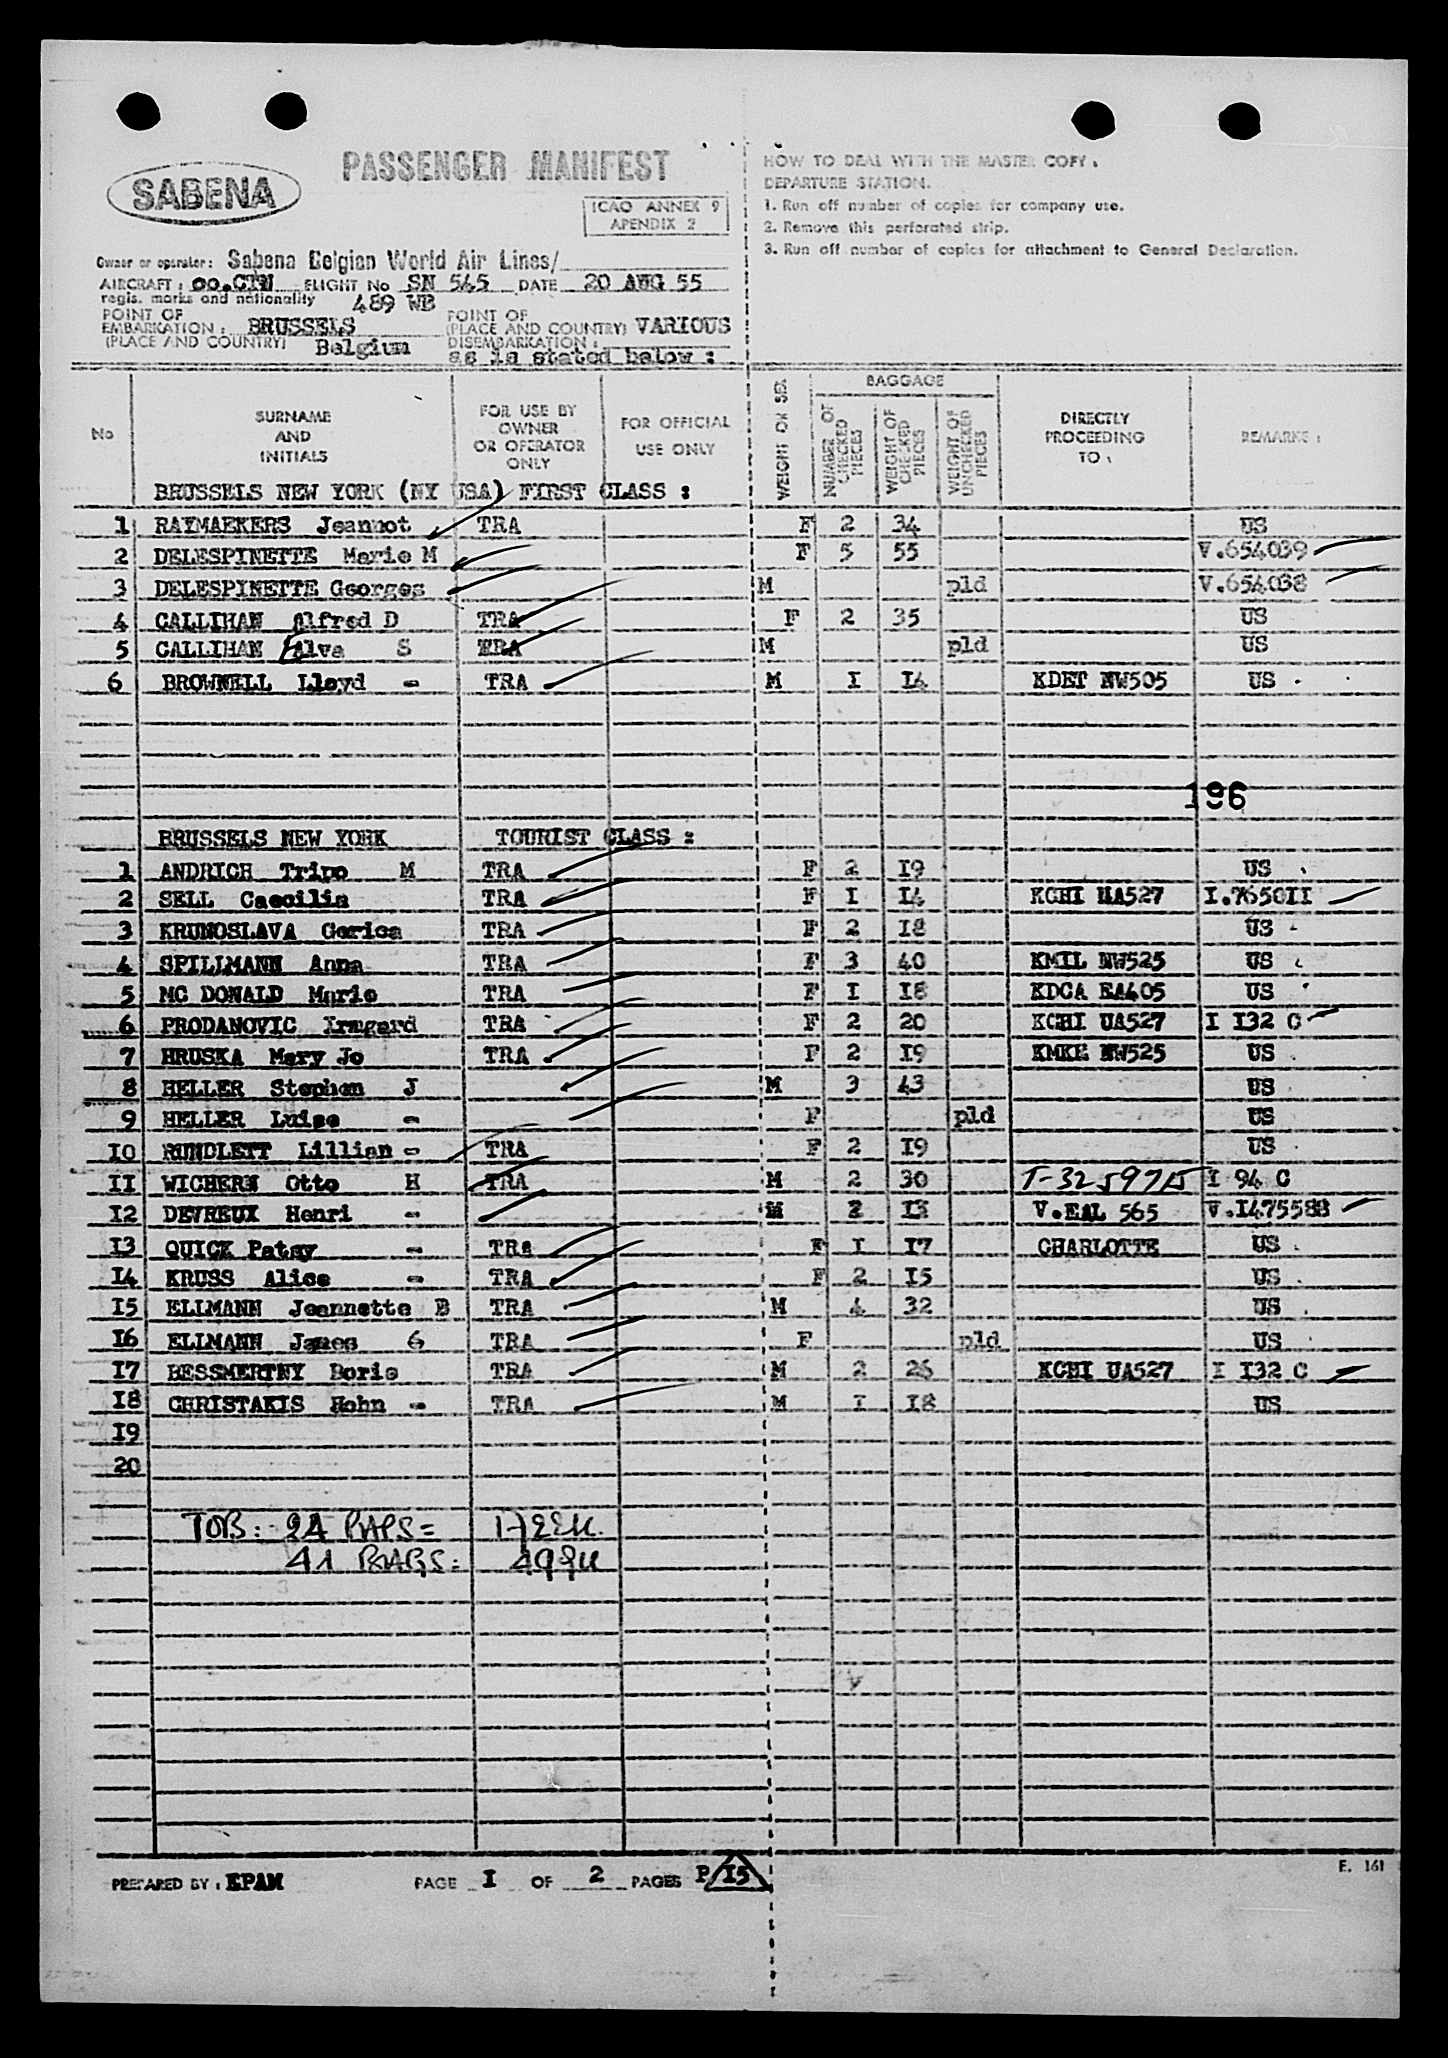 PASSENGER MANIFEST
SABENA
ICAO ANNEX 9
APENDIX 2
HOW TO DEAL WITH THE MASTER COPY.
DEPARTURE STATION.
1. Run off number of copies for company use.
2. Remove this perforated strip.
3. Run off number of copies for attachment to General Declaration.
Owner or operator: Sabena Belgian World Air Lines/
AIRCRAFT: FLIGHT No SN 545 DATE 20 AUG 55
regis. marks and nationality 489 WB
POINT OF EMBARKATION: BRUSSELS
(PLACE AND COUNTRY) Belgium
POINT OF (PLACE AND COUNTRY) VARIOUS
DISEMBARKATION:
as is stated below :
No SURNAME AND INITIALS FOR USE BY OWNER OR OPERATOR ONLY FOR OFFICIAL USE ONLY WEIGHT OR SEX BAGGAGE NUMBER OF CHECKED PIECES WEIGHT OF CHECKED PIECES WEIGHT OF UNCHECKED PIECES DIRECTLY PROCEEDING TO: REMARKS:
BRUSSELS NEW YORK (NY USA) FIRST CLASS :
1 RAYMAEKERS Jeannot TRA F 2 34 US
2 DELESPINETTE Marie M F 5 55 V.654039
3 DELESPINETTE Georges M pld V.654038
4 CALLIHAN Alfred D TRA F 2 35 US
5 CALLIHAN Alva S TRA M pld US
6 BROWNELL Lloyd - TRA M I I4 KDET NW505 US
196
BRUSSELS NEW YORK TOURIST CLASS :
1 ANDRICH Tripo M TRA F 2 I9 US
2 SELL Caecilia TRA F I I4 KCHI UA527 I.7650II
3 KRUNOSLAVA Gorica TRA F 2 I8 US
4 SPILLMANN Anna TRA F 3 40 KMIL NW525 US
5 MC DONALD Marie TRA F I I8 KDCA EA405 US
6 PRODANOVIC Irmgard TRA F 2 20 KCHI UA527 I I32 C
7 HRUSKA Mary Jo TRA F 2 I9 KMKE NW525 US
8 HELLER Stephen J M 3 43 US
9 HELLER Luise - F pld US
IO RUNDLETT Lillian - TRA F 2 I9 US
II WICHERN Otto H TRA M 2 30 T-325975 I 94 C
I2 DEVREUX Henri - M 2 I3 V.EAL 565 V.I475588
I3 QUICK Patsy - TRA F I I7 CHARLOTTE US
I4 KRUSS Alice - TRA F 2 I5 US
I5 ELLMANN Jeannette B TRA M 4 32 US
I6 ELLMANN James G TRA F pld US
I7 BESSMERTNY Boris TRA M 2 26 KCHI UA527 I I32 C
I8 CHRISTAKIS Hohn - TRA M I I8 US
I9
20
TOB: 24 PAPS =
41 BAGS =
PREPARED BY: EPAM PAGE I OF 2 PAGES P/I5
F. 161